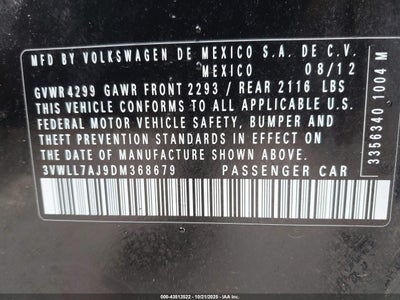 MFD BY VOLKSWAGEN DE MEXICO S.A. DE C.V.
MEXICO 08/12
GVWR 4299 GAWR FRONT 2293 / REAR 2116 LBS
THIS VEHICLE CONFORMS TO ALL APPLICABLE U.S.
FEDERAL MOTOR VEHICLE SAFETY, BUMPER AND
THEFT PREVENTION STANDARDS IN EFFECT ON
THE DATE OF MANUFACTURE SHOWN ABOVE.
3VWLL7AJ9DM368679 PASSENGER CAR
3356340 1004 M
000-43512522 - 10/21/2025 - IAA Inc.